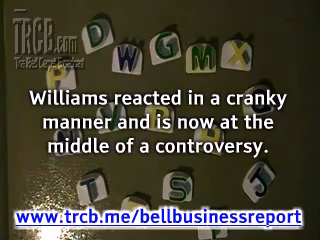 TRCB.com
D W G M X
P
Williams reacted in a cranky
manner and is now at the
middle of a controversy.
T S J
www.trcb.me/bellbusinessreport